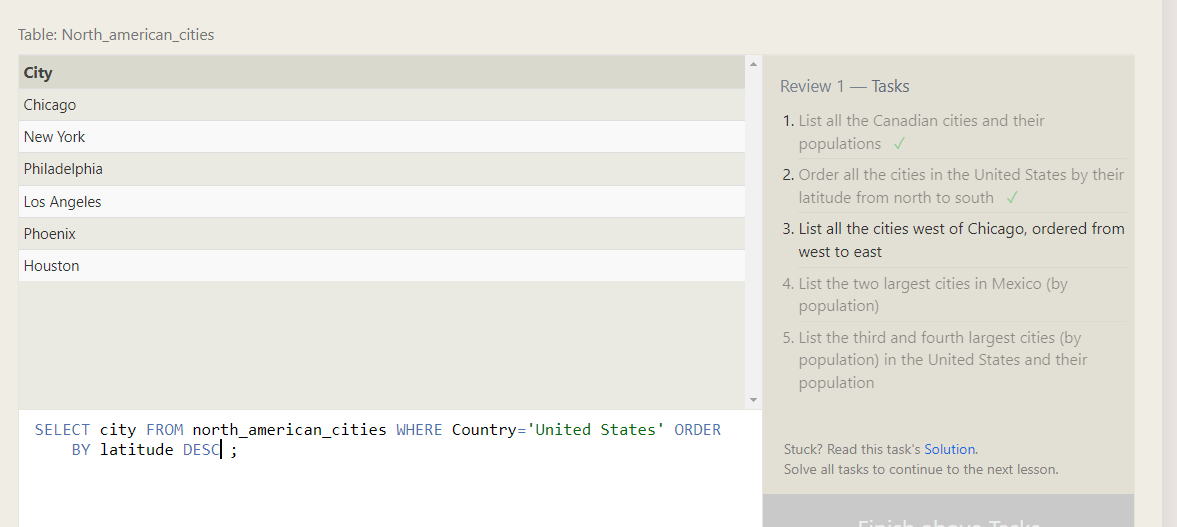 Table: North_american_cities
City
Chicago
New York
Philadelphia
Los Angeles
Phoenix
Houston
SELECT city FROM north_american_cities WHERE Country='United States' ORDER
BY latitude DESC ;
Review 1 — Tasks
1. List all the Canadian cities and their
populations ✓
2. Order all the cities in the United States by their
latitude from north to south ✓
3. List all the cities west of Chicago, ordered from
west to east
4. List the two largest cities in Mexico (by
population)
5. List the third and fourth largest cities (by
population) in the United States and their
population
Stuck? Read this task's Solution.
Solve all tasks to continue to the next lesson.
Finish above Tasks